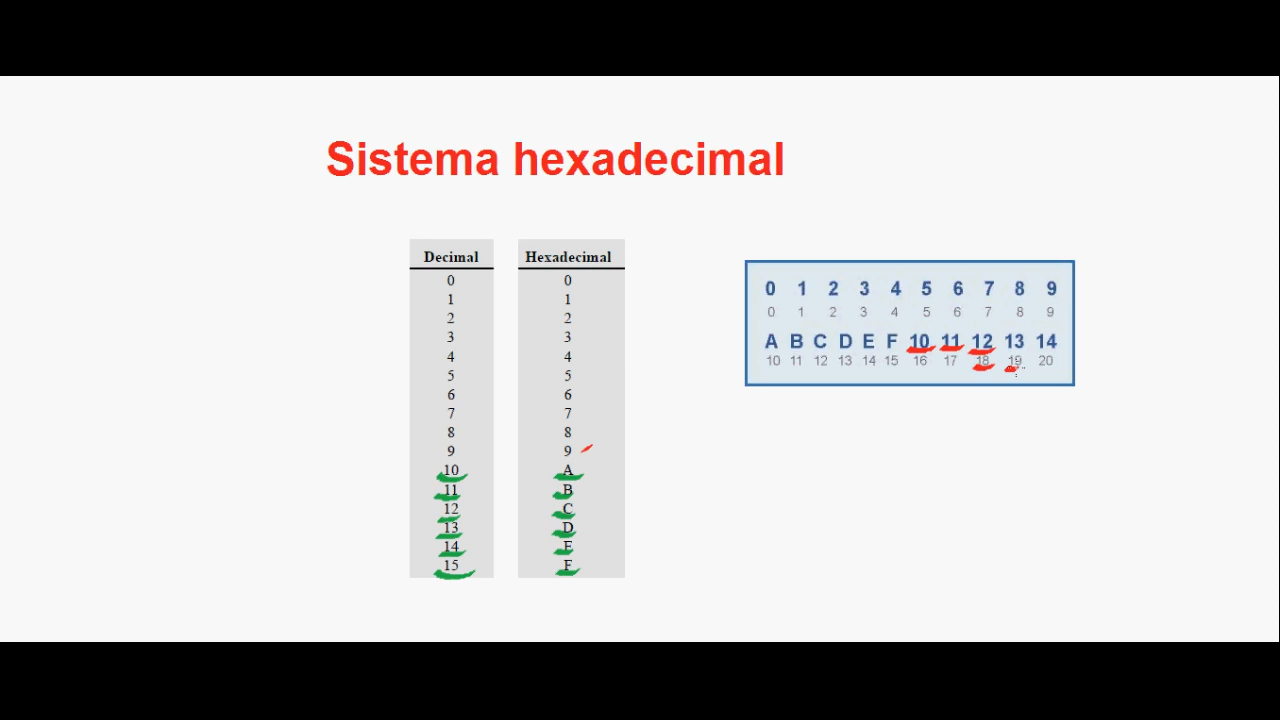 Sistema hexadecimal
Decimal Hexadecimal
0 0
1 1
2 2
3 3
4 4
5 5
6 6
7 7
8 8
9 9
10 A
11 B
12 C
13 D
14 E
15 F
0 1 2 3 4 5 6 7 8 9
0 1 2 3 4 5 6 7 8 9
A B C D E F 10 11 12 13 14
10 11 12 13 14 15 16 17 18 19 20